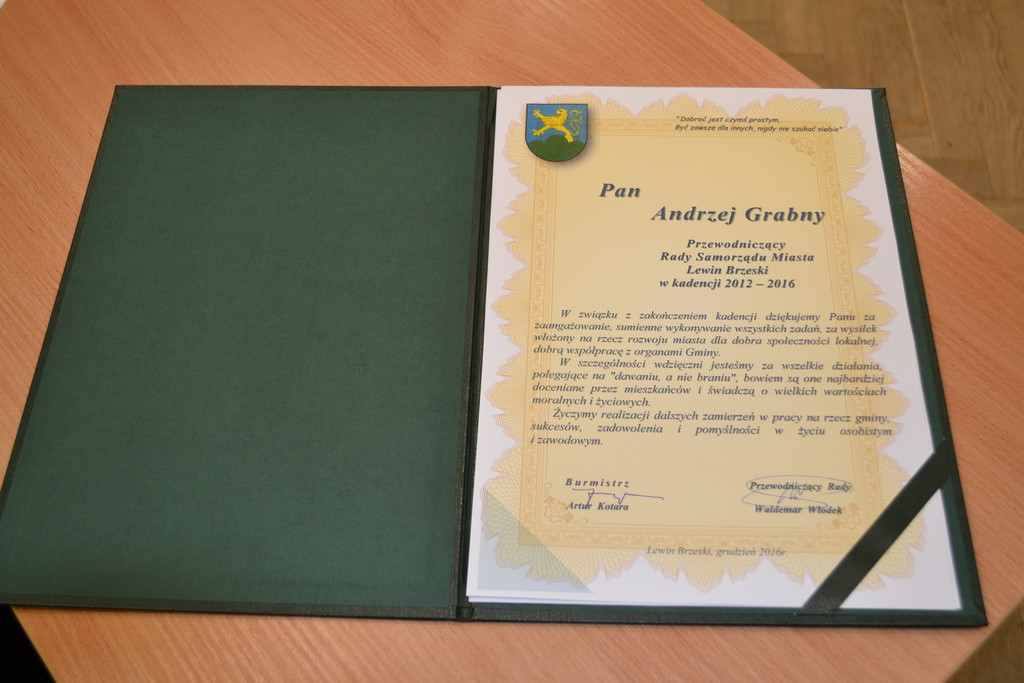 "Dobroć jest czymś prostym.
Być zawsze dla innych, nigdy nie szukać siebie"
Pan
Andrzej Grabny
Przewodniczący
Rady Samorządu Miasta
Lewin Brzeski
w kadencji 2012 – 2016
W związku z zakończeniem kadencji dziękujemy Panu za
zaangażowanie, sumienne wykonywanie wszystkich zadań, za wysiłek
włożony na rzecz rozwoju miasta dla dobra społeczności lokalnej,
dobrą współpracę z organami Gminy.
W szczególności wdzięczni jesteśmy za wszelkie działania,
polegające na "dawaniu, a nie braniu", bowiem są one najbardziej
doceniane przez mieszkańców i świadczą o wielkich wartościach
moralnych i życiowych.
Życzymy realizacji dalszych zamierzeń w pracy na rzecz gminy,
sukcesów, zadowolenia i pomyślności w życiu osobistym
i zawodowym.
Burmistrz
Artur Kotara
Przewodniczący Rady
Waldemar Włodek
Lewin Brzeski, grudzień 2016r.